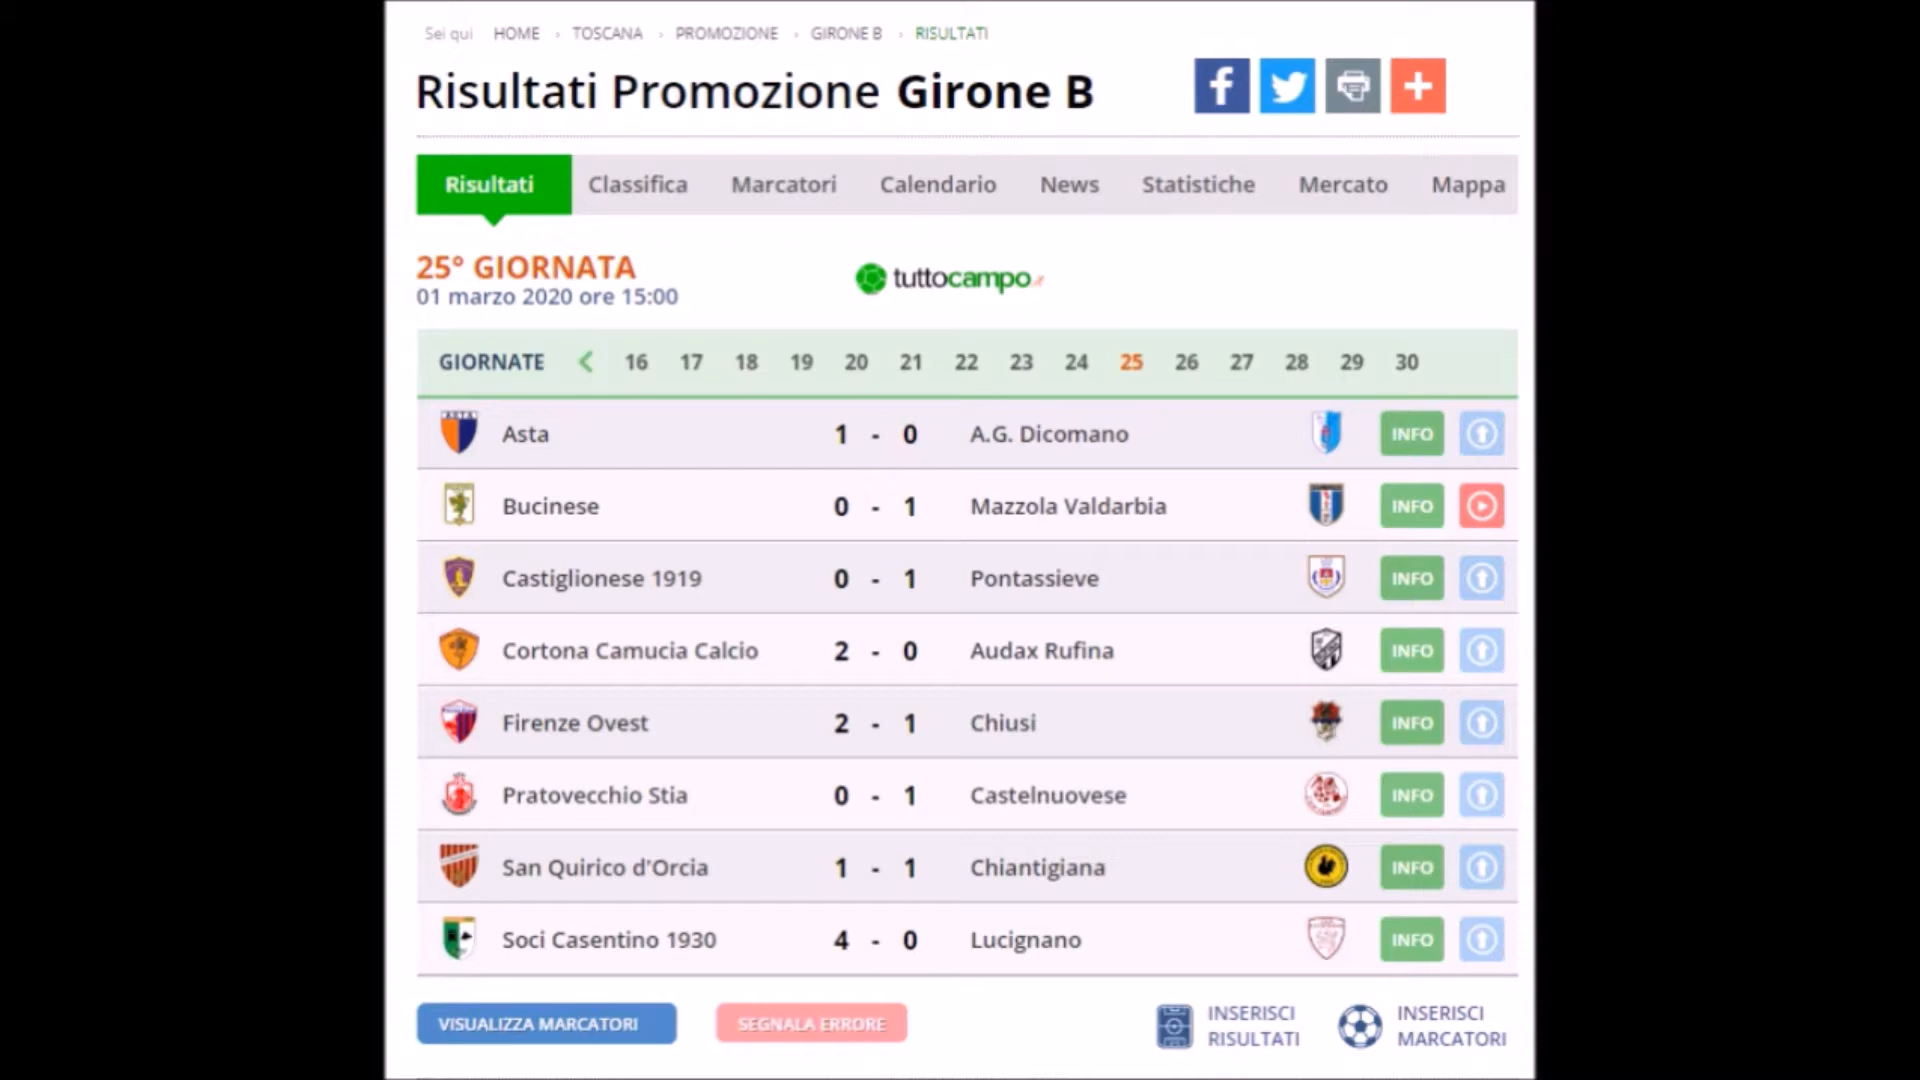 Sei qui HOME › TOSCANA › PROMOZIONE › GIRONE B › RISULTATI
Risultati Promozione Girone B
Risultati Classifica Marcatori Calendario News Statistiche Mercato Mappa
25° GIORNATA
01 marzo 2020 ore 15:00
tuttocampo.it
GIORNATE < 16 17 18 19 20 21 22 23 24 25 26 27 28 29 30
Asta 1 - 0 A.G. Dicomano INFO
Bucinese 0 - 1 Mazzola Valdarbia INFO
Castiglionese 1919 0 - 1 Pontassieve INFO
Cortona Camucia Calcio 2 - 0 Audax Rufina INFO
Firenze Ovest 2 - 1 Chiusi INFO
Pratovecchio Stia 0 - 1 Castelnuovese INFO
San Quirico d'Orcia 1 - 1 Chiantigiana INFO
Soci Casentino 1930 4 - 0 Lucignano INFO
VISUALIZZA MARCATORI
SEGNALA ERRORE
INSERISCI
RISULTATI
INSERISCI
MARCATORI